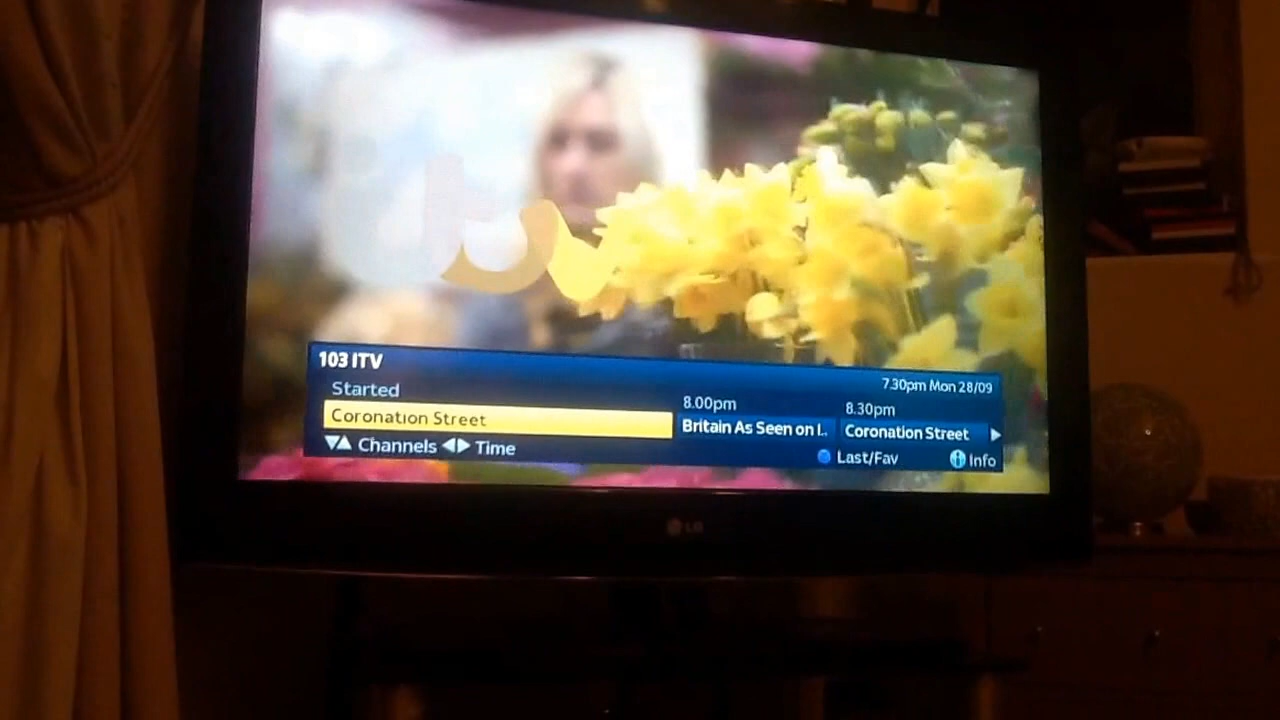 itv
103 ITV
7.30pm Mon 28/09
Started
8.00pm
8.30pm
Coronation Street
Britain As Seen on I..
Coronation Street
Channels
Time
Last/Fav
i Info
LG